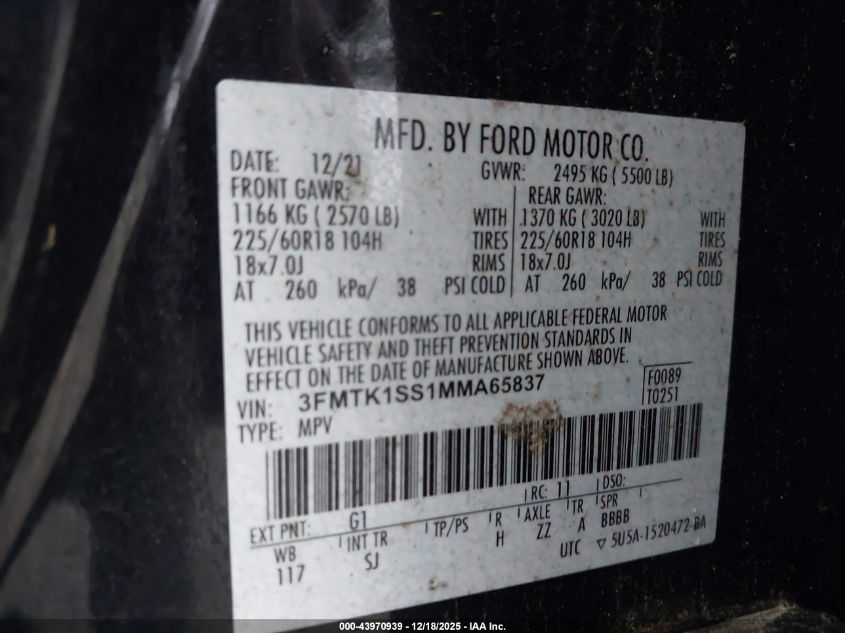 MFD. BY FORD MOTOR CO.
DATE: 12/21 GVWR: 2495 KG ( 5500 LB)
FRONT GAWR: REAR GAWR:
1166 KG ( 2570 LB) WITH 1370 KG ( 3020 LB) WITH
225/60R18 104H TIRES 225/60R18 104H TIRES
18x7.0J RIMS 18x7.0J RIMS
AT 260 kPa/ 38 PSI COLD AT 260 kPa/ 38 PSI COLD
THIS VEHICLE CONFORMS TO ALL APPLICABLE FEDERAL MOTOR
VEHICLE SAFETY AND THEFT PREVENTION STANDARDS IN
EFFECT ON THE DATE OF MANUFACTURE SHOWN ABOVE.
VIN: 3FMTK1SS1MMA65837 F0089
TYPE: MPV T0251
EXT PNT: G1 RC: 11 DSO:
WB INT TR TP/PS R AXLE TR SPR
117 SJ H ZZ A BBBB
UTC ▽ 5U5A-1520472-BA
000-43970939 - 12/18/2025 - IAA Inc.